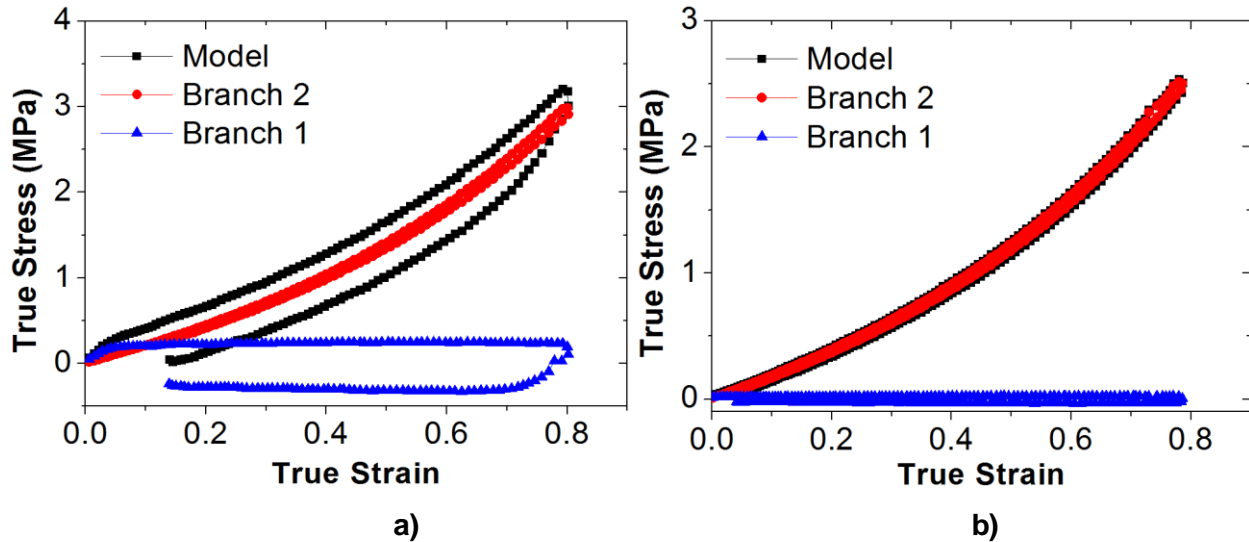 4
3
2
1
0
True Stress (MPa)
Model
Branch 2
Branch 1
0.0 0.2 0.4 0.6 0.8
True Strain
a)
3
2
1
0
True Stress (MPa)
Model
Branch 2
Branch 1
0.0 0.2 0.4 0.6 0.8
True Strain
b)